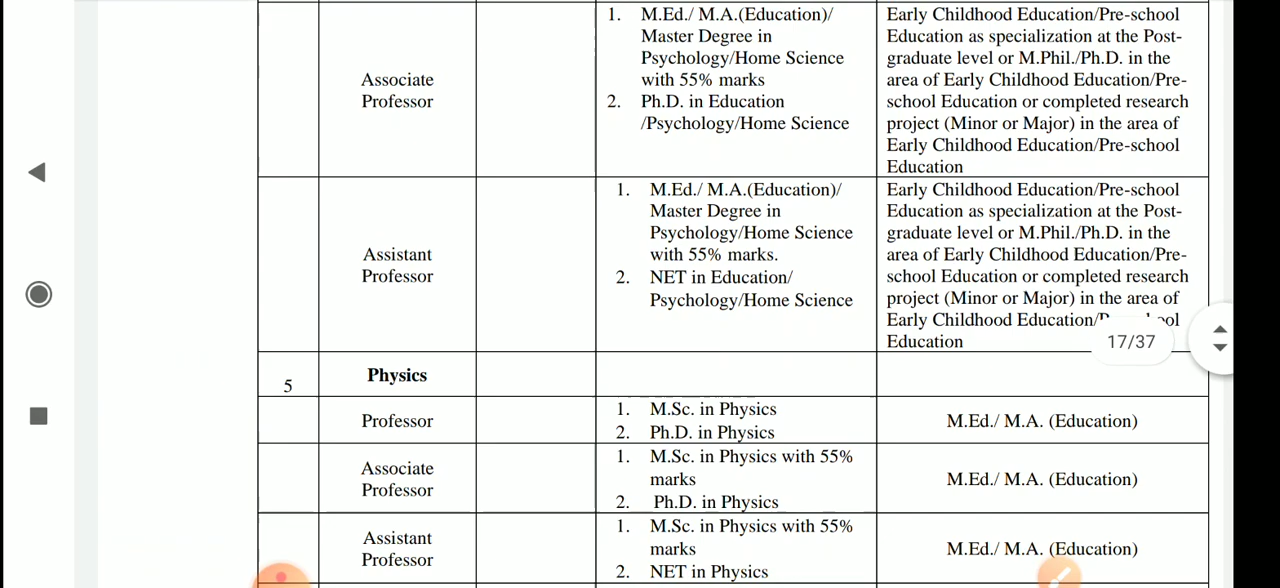 Associate
Professor
1. M.Ed./ M.A.(Education)/
Master Degree in
Psychology/Home Science
with 55% marks
2. Ph.D. in Education
/Psychology/Home Science
Early Childhood Education/Pre-school
Education as specialization at the Post-
graduate level or M.Phil./Ph.D. in the
area of Early Childhood Education/Pre-
school Education or completed research
project (Minor or Major) in the area of
Early Childhood Education/Pre-school
Education
Assistant
Professor
1. M.Ed./ M.A.(Education)/
Master Degree in
Psychology/Home Science
with 55% marks.
2. NET in Education/
Psychology/Home Science
Early Childhood Education/Pre-school
Education as specialization at the Post-
graduate level or M.Phil./Ph.D. in the
area of Early Childhood Education/Pre-
school Education or completed research
project (Minor or Major) in the area of
Early Childhood
Education
17/37
5
Physics
Professor
1. M.Sc. in Physics
2. Ph.D. in Physics
M.Ed./ M.A. (Education)
Associate
Professor
1. M.Sc. in Physics with 55%
marks
2. Ph.D. in Physics
M.Ed./ M.A. (Education)
Assistant
Professor
1. M.Sc. in Physics with 55%
marks
2. NET in Physics
M.Ed./ M.A. (Education)